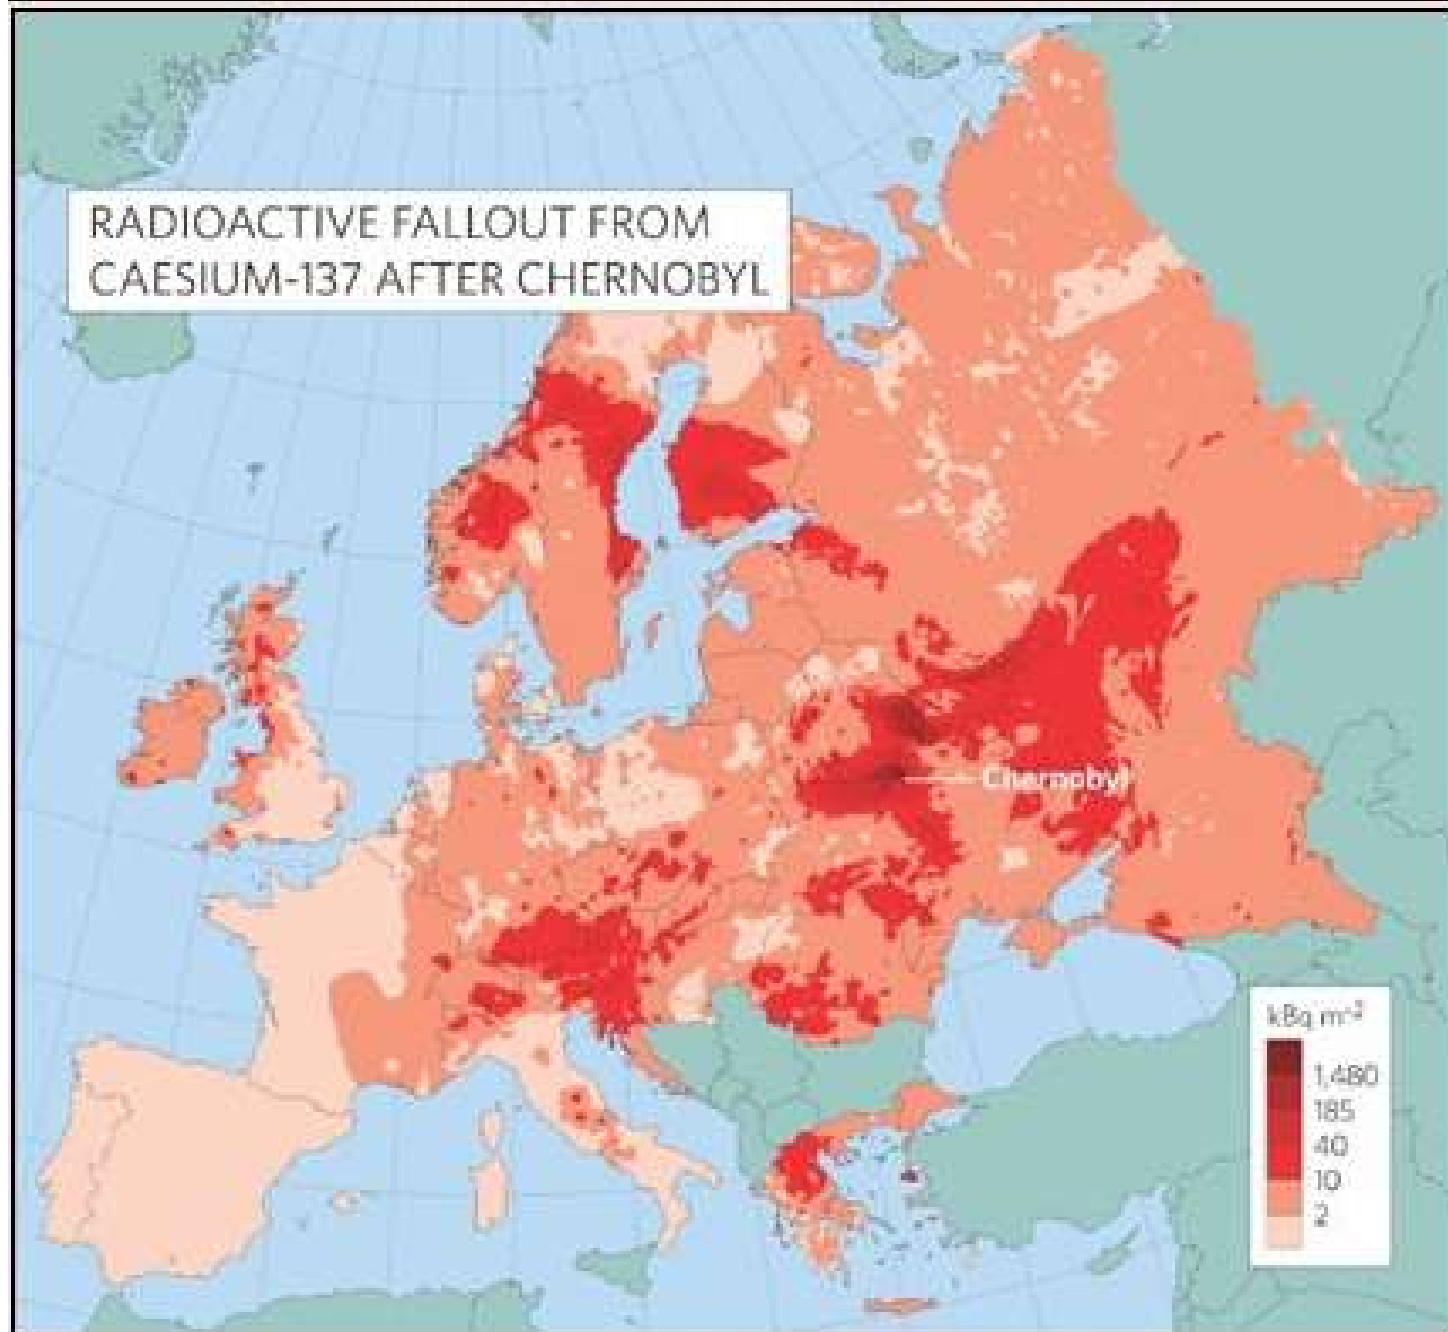 RADIOACTIVE FALLOUT FROM
CAESIUM-137 AFTER CHERNOBYL
Chernobyl
kBq m⁻²
1,480
185
40
10
2